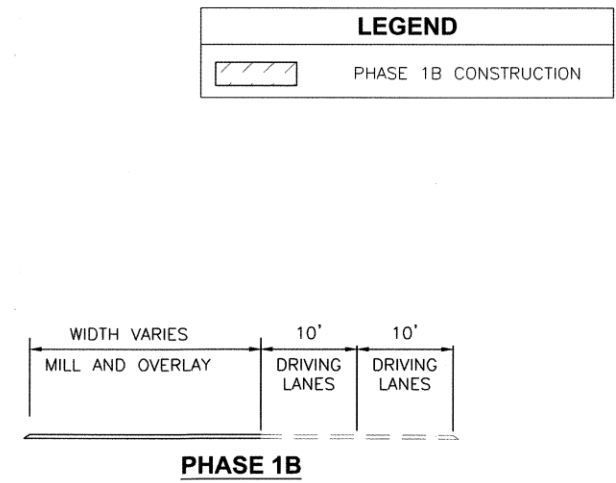 LEGEND
PHASE 1B CONSTRUCTION
WIDTH VARIES 10' 10'
MILL AND OVERLAY DRIVING DRIVING
LANES LANES
PHASE 1B